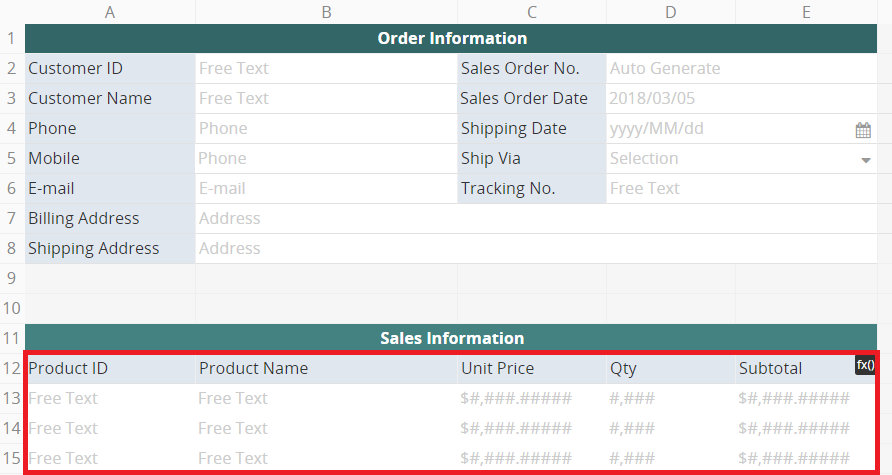 A B C D E
1 Order Information
2 Customer ID Free Text Sales Order No. Auto Generate
3 Customer Name Free Text Sales Order Date 2018/03/05
4 Phone Phone Shipping Date yyyy/MM/dd
5 Mobile Phone Ship Via Selection
6 E-mail E-mail Tracking No. Free Text
7 Billing Address Address
8 Shipping Address Address
9
10
11 Sales Information
12 Product ID Product Name Unit Price Qty Subtotal fx()
13 Free Text Free Text $#,###.##### #,### $#,###.#####
14 Free Text Free Text $#,###.##### #,### $#,###.#####
15 Free Text Free Text $#,###.##### #,### $#,###.#####